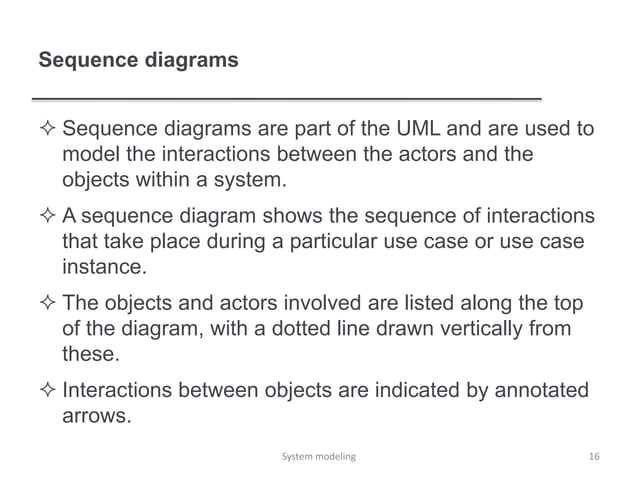 Sequence diagrams
✧ Sequence diagrams are part of the UML and are used to
model the interactions between the actors and the
objects within a system.
✧ A sequence diagram shows the sequence of interactions
that take place during a particular use case or use case
instance.
✧ The objects and actors involved are listed along the top
of the diagram, with a dotted line drawn vertically from
these.
✧ Interactions between objects are indicated by annotated
arrows.
System modeling
16